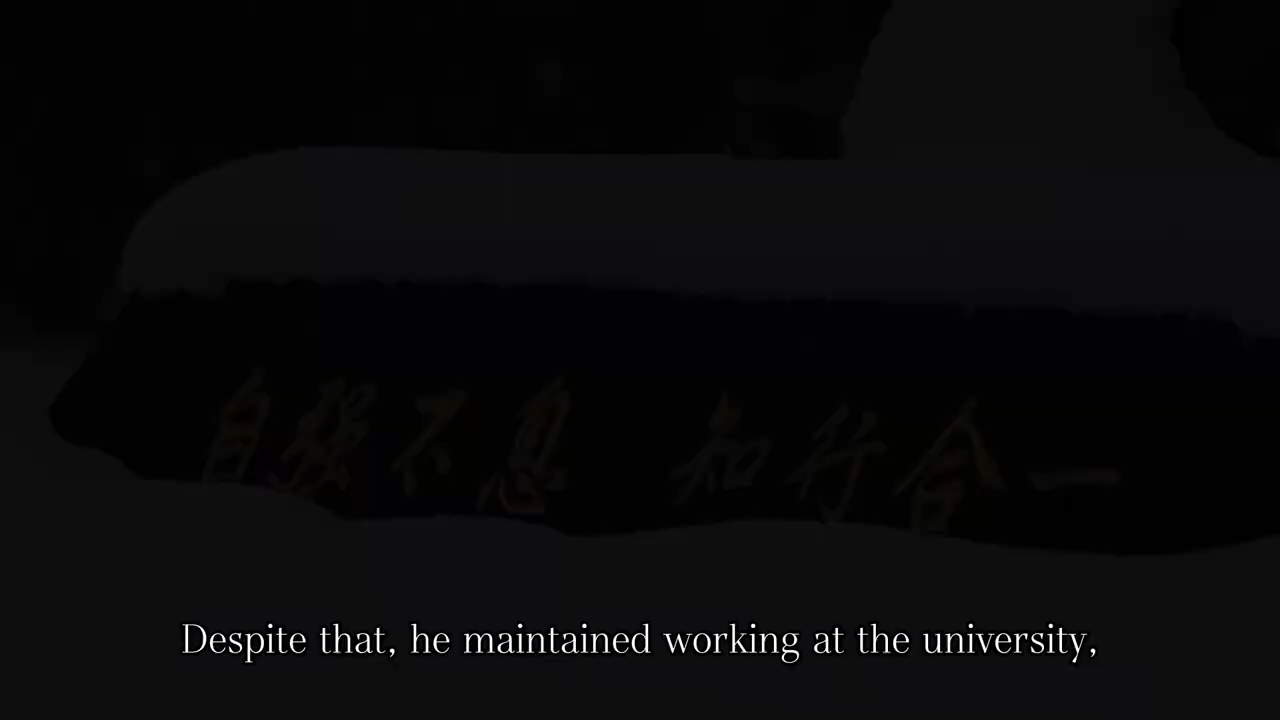 自强不息 知行合一
Despite that, he maintained working at the university,